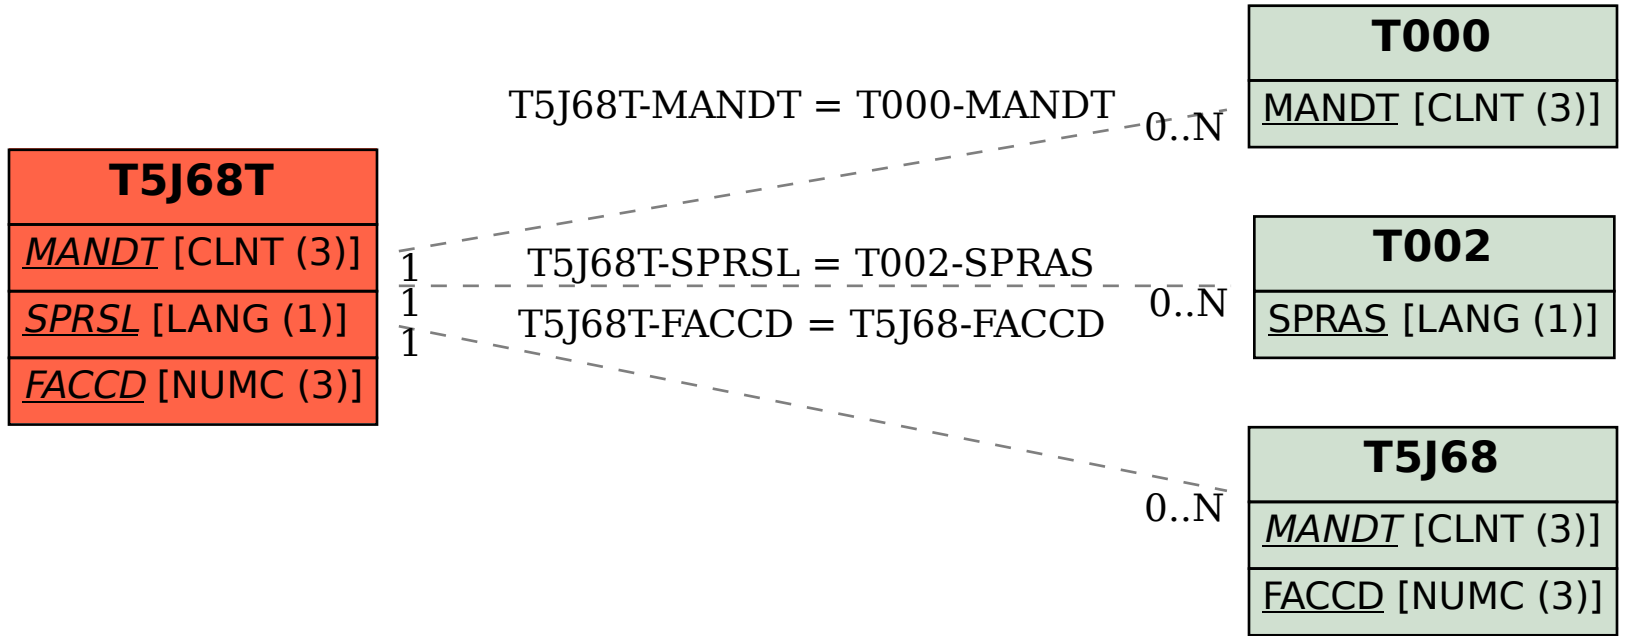 T5J68T
MANDT [CLNT (3)]
SPRSL [LANG (1)]
FACCD [NUMC (3)]
T5J68T-MANDT = T000-MANDT
0..N
1
T5J68T-SPRSL = T002-SPRAS
0..N
1
T5J68T-FACCD = T5J68-FACCD
1
0..N
T000
MANDT [CLNT (3)]
T002
SPRAS [LANG (1)]
T5J68
MANDT [CLNT (3)]
FACCD [NUMC (3)]